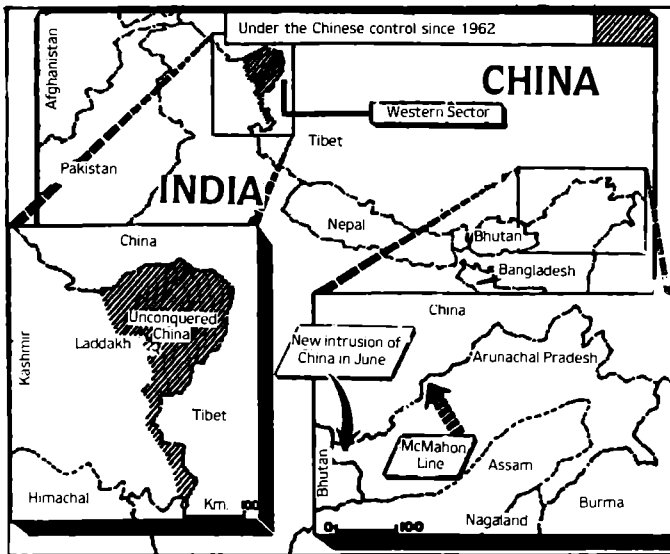 Under the Chinese control since 1962
Afghanistan
CHINA
Western Sector
Tibet
Pakistan
INDIA
Nepal
Bhutan
Bangladesh
China
Unconquered
China
Laddakh
Kashmir
Tibet
Himachal
Km.
100
China
New intrusion of
China in June
Arunachal Pradesh
McMahon
Line
Bhutan
Assam
Nagaland
Burma
0
100